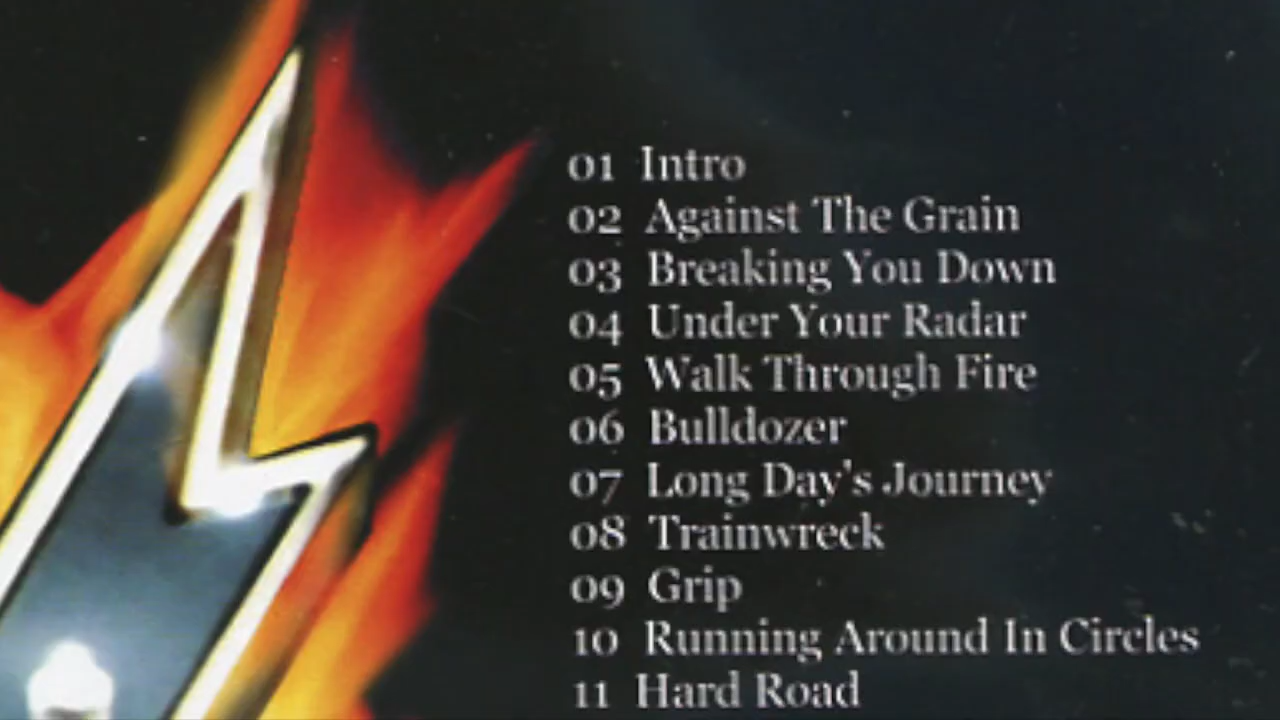 01 Intro
02 Against The Grain
03 Breaking You Down
04 Under Your Radar
05 Walk Through Fire
06 Bulldozer
07 Long Day's Journey
08 Trainwreck
09 Grip
10 Running Around In Circles
11 Hard Road